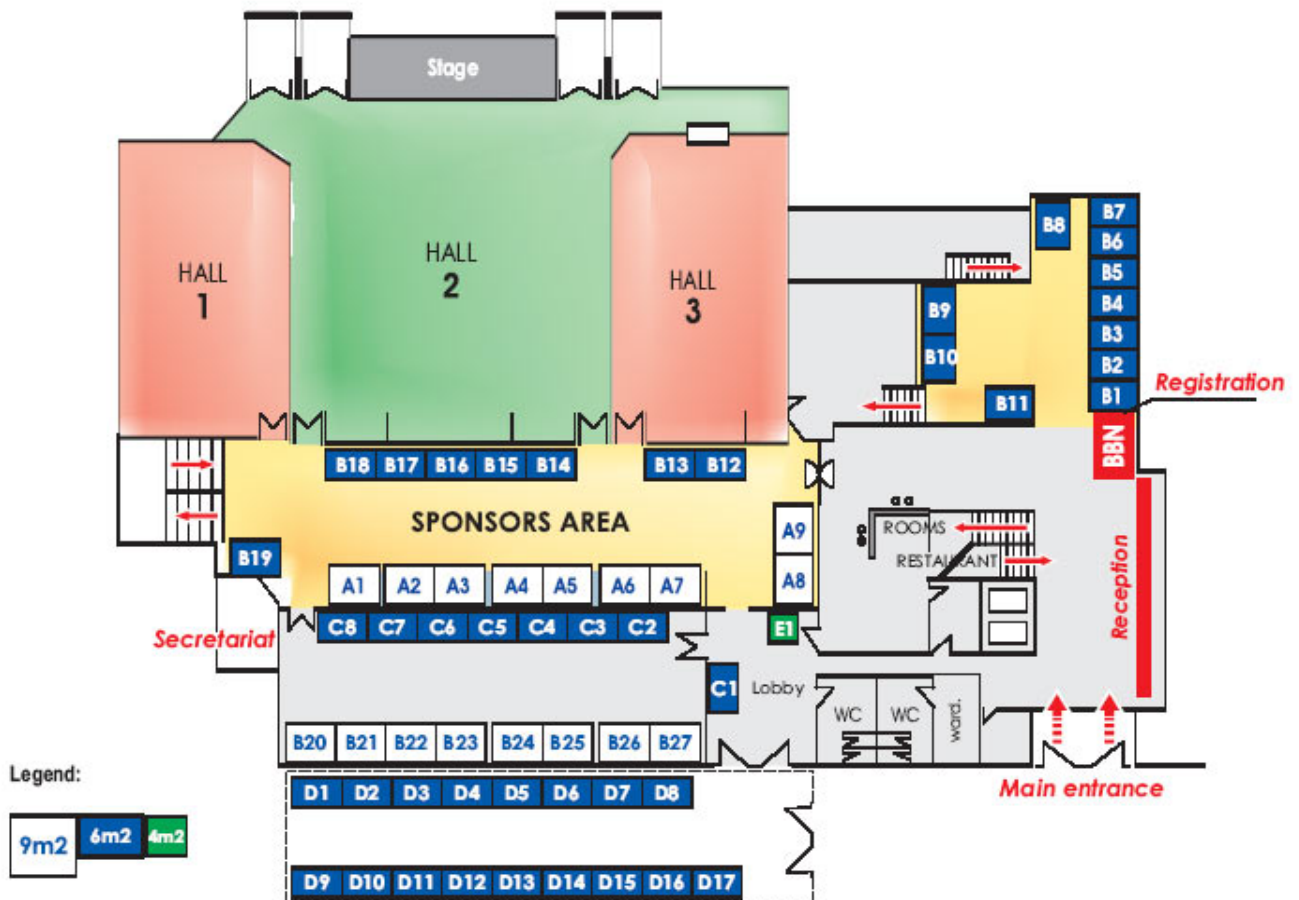 Stage
HALL
1
HALL
2
HALL
3
B8
B7
B6
B5
B4
B3
B2
B1
B9
B10
B11
Registration
BBN
B18 B17 B16 B15 B14
B13 B12
SPONSORS AREA
A9
A8
ROOMS
RESTAURANT
Reception
B19
A1 A2 A3 A4 A5 A6 A7
Secretariat
C8 C7 C6 C5 C4 C3 C2
E1
C1
Lobby
WC
WC
ward.
B20 B21 B22 B23 B24 B25 B26 B27
Main entrance
Legend:
9m2
6m2
4m2
D1 D2 D3 D4 D5 D6 D7 D8
D9 D10 D11 D12 D13 D14 D15 D16 D17